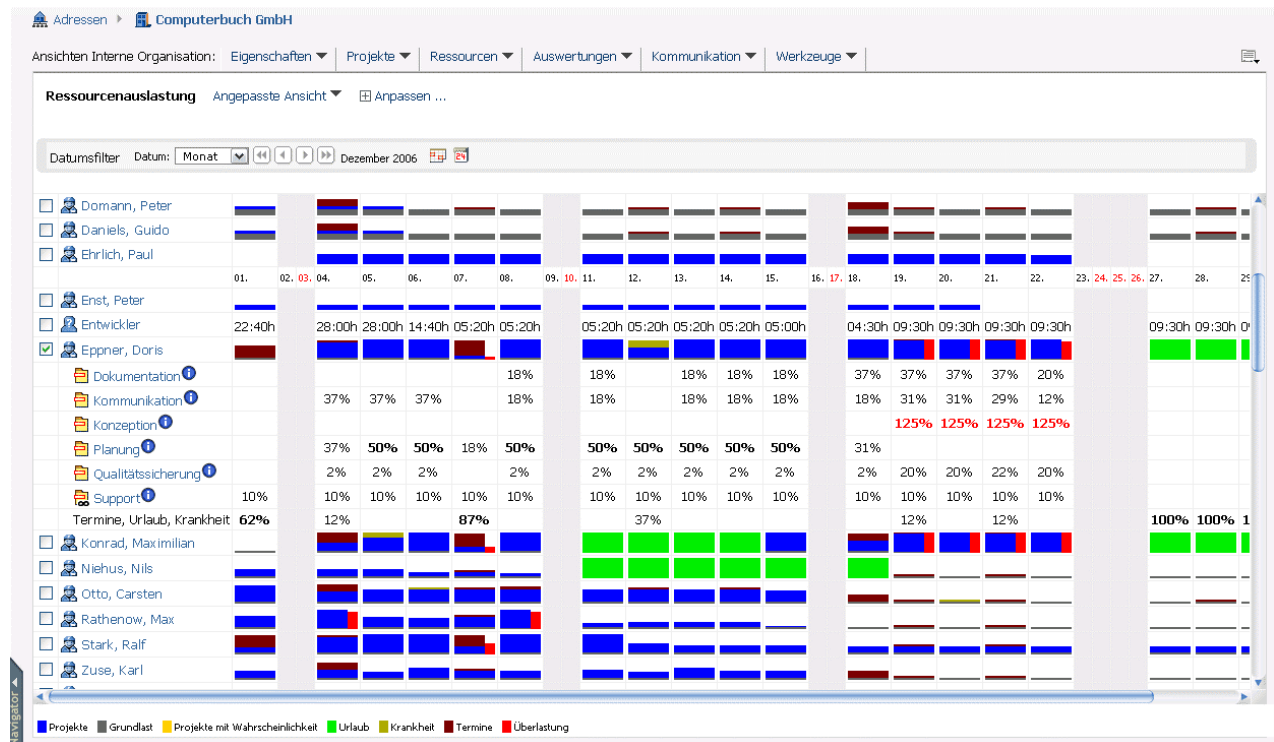 Adressen Computerbuch GmbH
Ansichten Interne Organisation: Eigenschaften Projekte Ressourcen Auswertungen Kommunikation Werkzeuge
Ressourcenauslastung Angepasste Ansicht Anpassen ...
Datumsfilter Datum: Monat Dezember 2006 24
Domann, Peter
Daniels, Guido
Ehrlich, Paul
01. 02. 03. 04. 05. 06. 07. 08. 09. 10. 11. 12. 13. 14. 15. 16. 17. 18. 19. 20. 21. 22. 23. 24. 25. 26. 27. 28. 29
Enst, Peter
Entwickler 22:40h 28:00h 28:00h 14:40h 05:20h 05:20h 05:20h 05:20h 05:20h 05:20h 05:00h 04:30h 09:30h 09:30h 09:30h 09:30h 09:30h 09:30h 0
Eppner, Doris
Dokumentation 18% 18% 18% 18% 18% 37% 37% 37% 37% 20%
Kommunikation 37% 37% 37% 18% 18% 18% 18% 18% 18% 31% 31% 29% 12%
Konzeption 125% 125% 125% 125%
Planung 37% 50% 50% 18% 50% 50% 50% 50% 50% 50% 31%
Qualitätssicherung 2% 2% 2% 2% 2% 2% 2% 2% 2% 2% 20% 20% 22% 20%
Support 10% 10% 10% 10% 10% 10% 10% 10% 10% 10% 10% 10% 10% 10% 10% 10%
Termine, Urlaub, Krankheit 62% 12% 87% 37% 12% 12% 100% 100% 1
Konrad, Maximilian
Niehus, Nils
Otto, Carsten
Rathenow, Max
Stark, Ralf
Zuse, Karl
Navigator
Projekte Grundlast Projekte mit Wahrscheinlichkeit Urlaub Krankheit Termine Überlastung